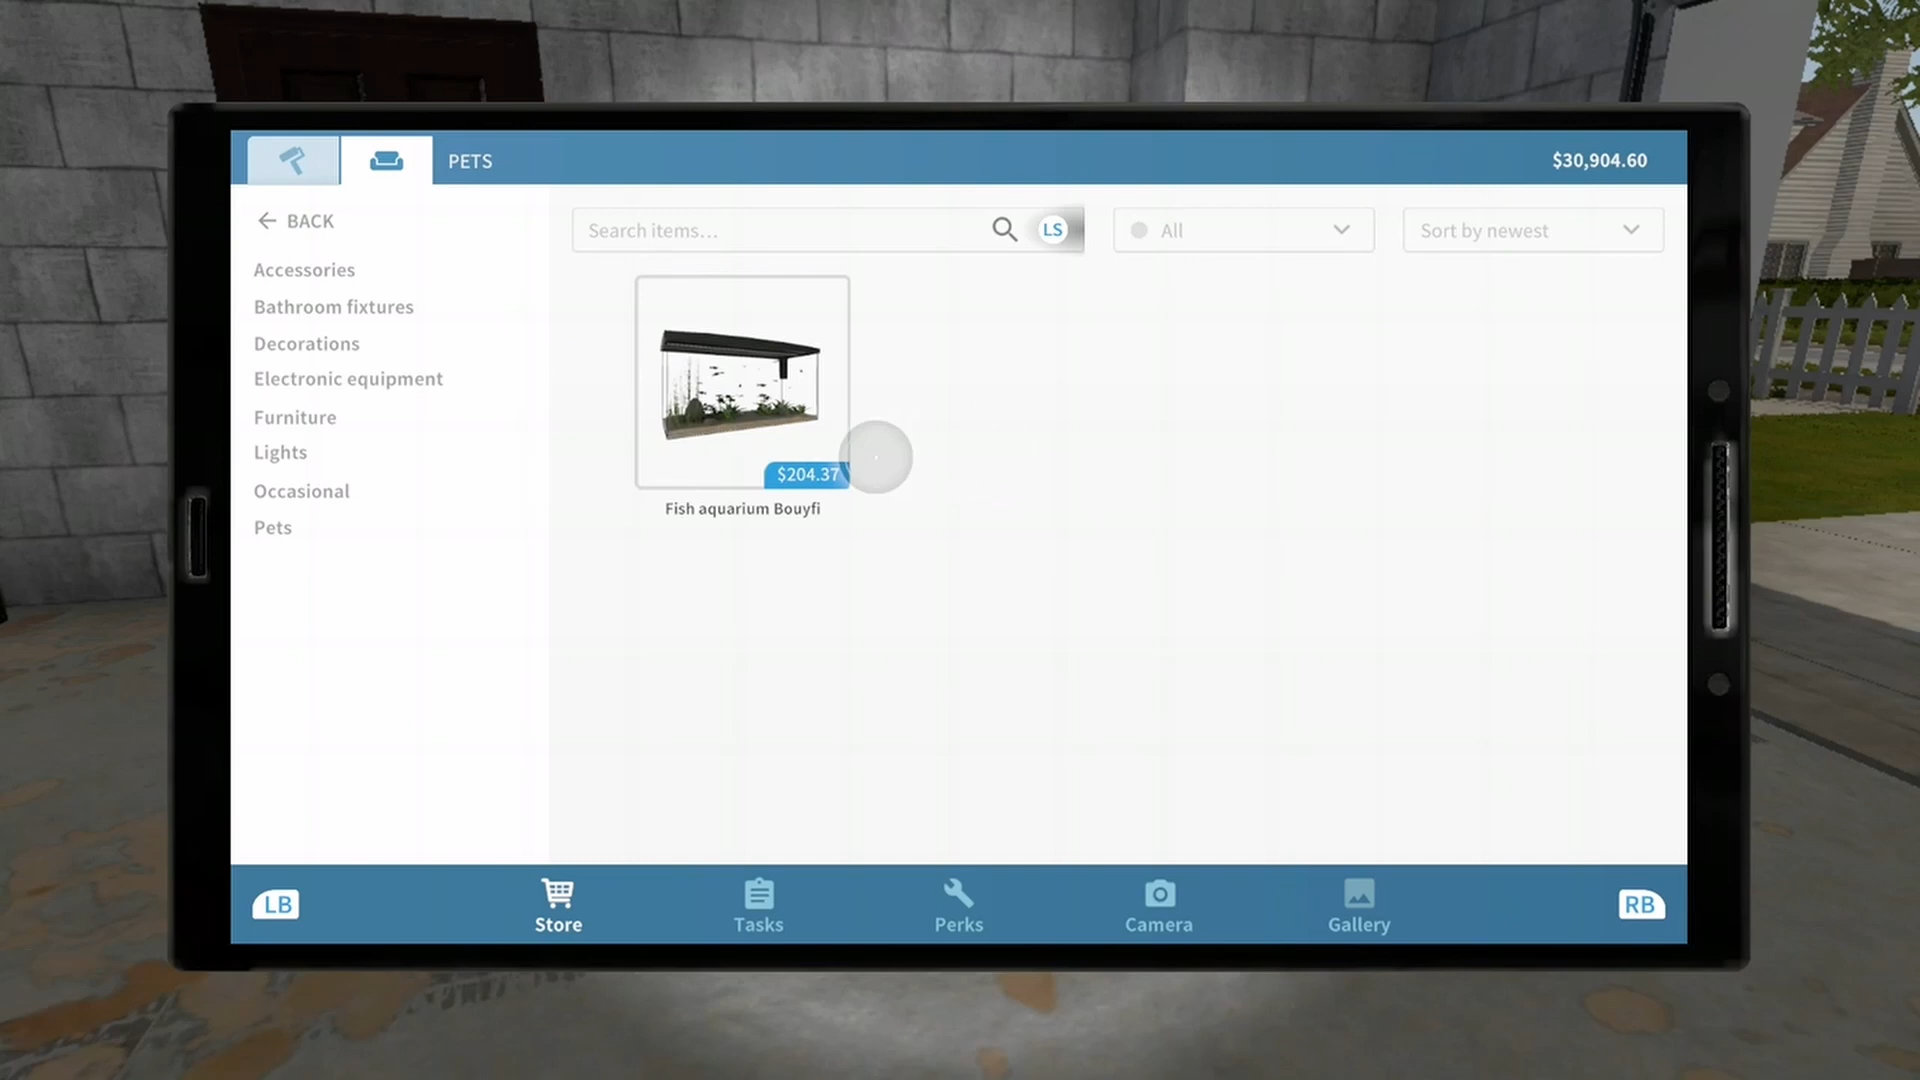 PETS
$30,904.60
BACK
Accessories
Bathroom fixtures
Decorations
Electronic equipment
Furniture
Lights
Occasional
Pets
Search items...
LS
All
Sort by newest
$204.37
Fish aquarium Bouyfi
LB
Store
Tasks
Perks
Camera
Gallery
RB